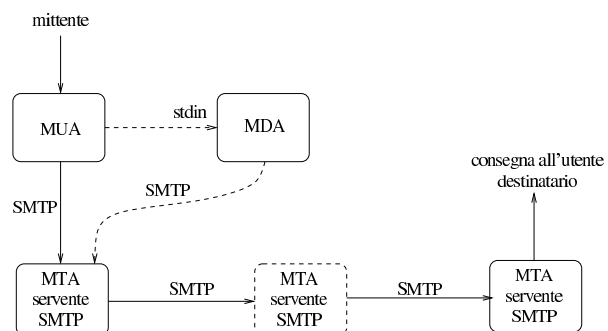 mittente
MUA
stdin
MDA
SMTP
SMTP
consegna all'utente
destinatario
MTA
servente
SMTP
SMTP
MTA
servente
SMTP
SMTP
MTA
servente
SMTP